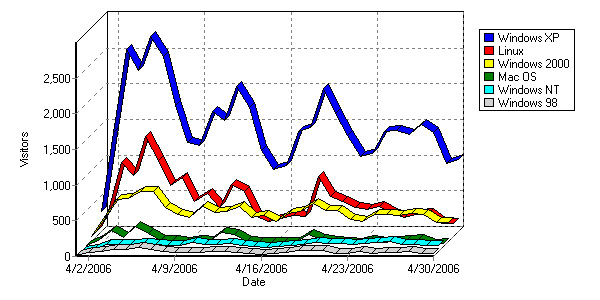 Windows XP
Linux
Windows 2000
Mac OS
Windows NT
Windows 98
2,500
2,000
1,500
1,000
500
0
Visitors
4/2/2006
4/9/2006
4/16/2006
4/23/2006
4/30/2006
Date